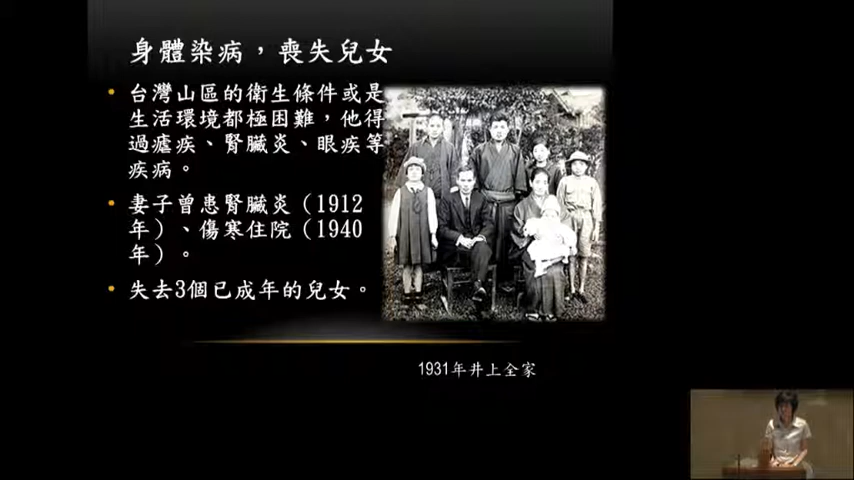 身體染病，喪失兒女
• 台灣山區的衛生條件或是
生活環境都極困難，他得
過瘧疾、腎臟炎、眼疾等
疾病。
• 妻子曾患腎臟炎（1912
年）、傷寒住院（1940
年）。
• 失去3個已成年的兒女。
1931年井上全家